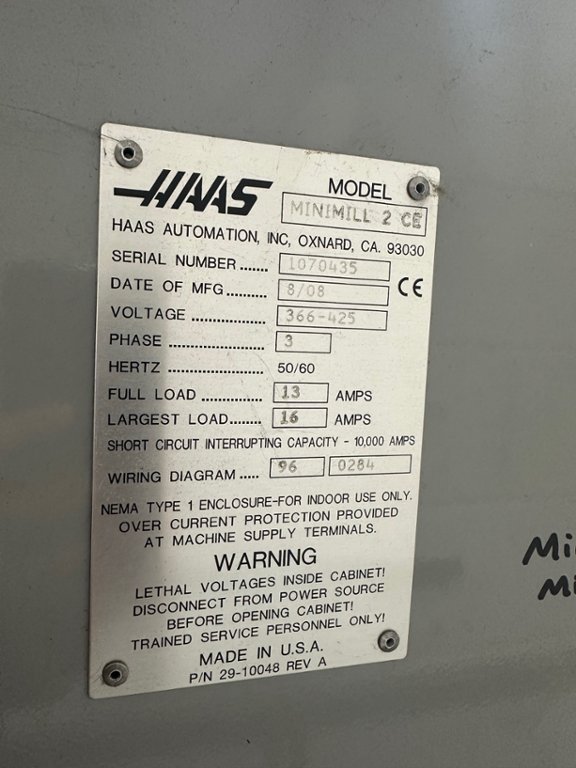 HAAS
MODEL
MINIMILL 2 CE
HAAS AUTOMATION, INC, OXNARD, CA. 93030
SERIAL NUMBER ....... 1070435
DATE OF MFG.......... 8/08
CE
VOLTAGE ................ 366-425
PHASE ..................... 3
HERTZ ..................... 50/60
FULL LOAD .............. 13 AMPS
LARGEST LOAD........ 16 AMPS
SHORT CIRCUIT INTERRUPTING CAPACITY - 10,000 AMPS
WIRING DIAGRAM ..... 96 0284
NEMA TYPE 1 ENCLOSURE-FOR INDOOR USE ONLY.
OVER CURRENT PROTECTION PROVIDED
AT MACHINE SUPPLY TERMINALS.
WARNING
LETHAL VOLTAGES INSIDE CABINET!
DISCONNECT FROM POWER SOURCE
BEFORE OPENING CABINET!
TRAINED SERVICE PERSONNEL ONLY!
MADE IN U.S.A.
P/N 29-10048 REV A